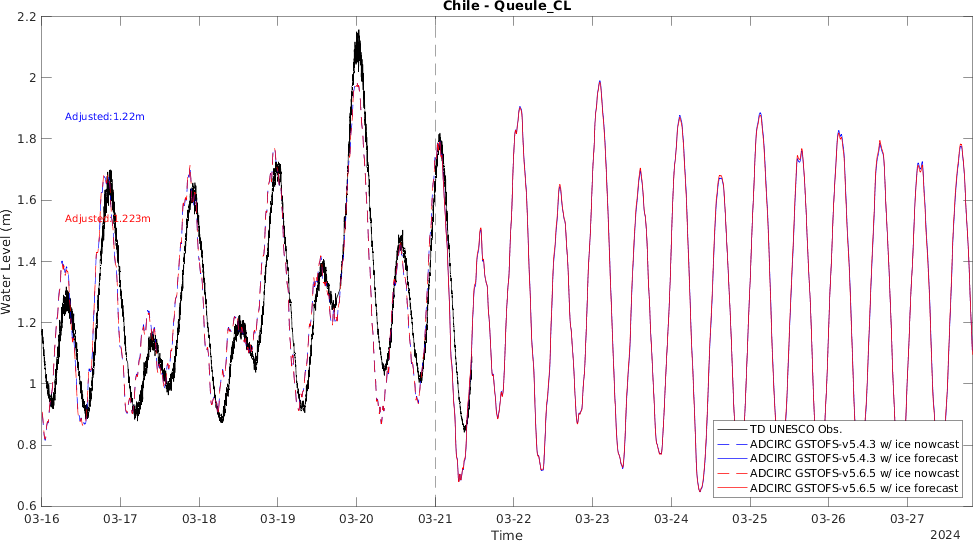 Chile - Queule_CL
2.2
2
1.8
1.6
1.4
1.2
1
0.8
0.6
Water Level (m)
Adjusted:1.22m
Adjusted:1.223m
TD UNESCO Obs.
ADCIRC GSTOFS-v5.4.3 w/ ice nowcast
ADCIRC GSTOFS-v5.4.3 w/ ice forecast
ADCIRC GSTOFS-v5.6.5 w/ ice nowcast
ADCIRC GSTOFS-v5.6.5 w/ ice forecast
03-16 03-17 03-18 03-19 03-20 03-21 03-22 03-23 03-24 03-25 03-26 03-27
Time
2024